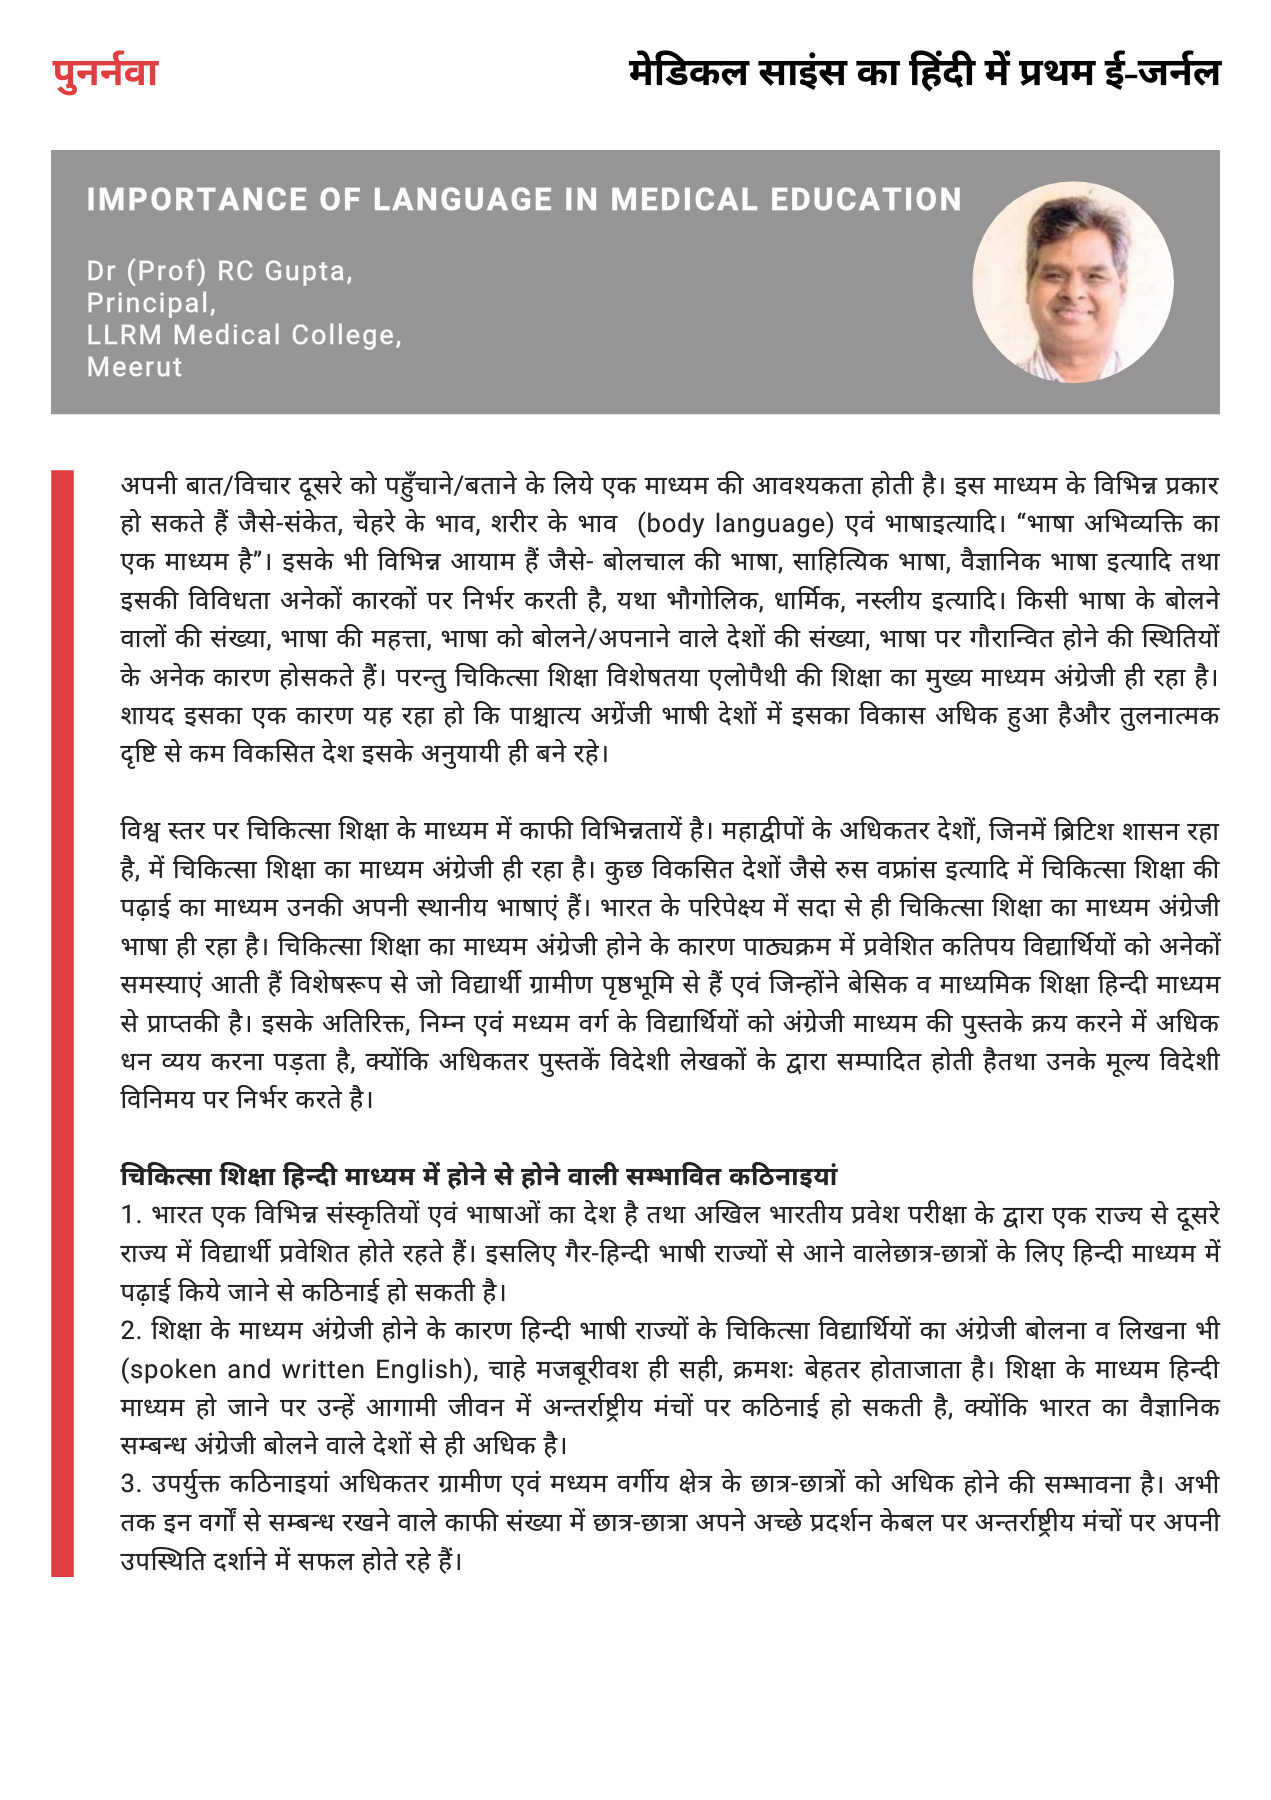 पुनर्नवा
मेडिकल साइंस का हिंदी में प्रथम ई-जर्नल
IMPORTANCE OF LANGUAGE IN MEDICAL EDUCATION
Dr (Prof) RC Gupta,
Principal,
LLRM Medical College,
Meerut
अपनी बात/विचार दूसरे को पहुँचाने/बताने के लिये एक माध्यम की आवश्यकता होती है। इस माध्यम के विभिन्न प्रकार
हो सकते हैं जैसे-संकेत, चेहरे के भाव, शरीर के भाव (body language) एवं भाषाइत्यादि। “भाषा अभिव्यक्ति का
एक माध्यम है”। इसके भी विभिन्न आयाम हैं जैसे- बोलचाल की भाषा, साहित्यिक भाषा, वैज्ञानिक भाषा इत्यादि तथा
इसकी विविधता अनेकों कारकों पर निर्भर करती है, यथा भौगोलिक, धार्मिक, नस्लीय इत्यादि। किसी भाषा के बोलने
वालों की संख्या, भाषा की महत्ता, भाषा को बोलने/अपनाने वाले देशों की संख्या, भाषा पर गौरान्वित होने की स्थितियों
के अनेक कारण होसकते हैं। परन्तु चिकित्सा शिक्षा विशेषतया एलोपैथी की शिक्षा का मुख्य माध्यम अंग्रेजी ही रहा है।
शायद इसका एक कारण यह रहा हो कि पाश्चात्य अग्रेंजी भाषी देशों में इसका विकास अधिक हुआ हैऔर तुलनात्मक
दृष्टि से कम विकसित देश इसके अनुयायी ही बने रहे।
विश्व स्तर पर चिकित्सा शिक्षा के माध्यम में काफी विभिन्नतायें है। महाद्वीपों के अधिकतर देशों, जिनमें ब्रिटिश शासन रहा
है, में चिकित्सा शिक्षा का माध्यम अंग्रेजी ही रहा है। कुछ विकसित देशों जैसे रुस वफ्रांस इत्यादि में चिकित्सा शिक्षा की
पढ़ाई का माध्यम उनकी अपनी स्थानीय भाषाएं हैं। भारत के परिपेक्ष्य में सदा से ही चिकित्सा शिक्षा का माध्यम अंग्रेजी
भाषा ही रहा है। चिकित्सा शिक्षा का माध्यम अंग्रेजी होने के कारण पाठ्यक्रम में प्रवेशित कतिपय विद्यार्थियों को अनेकों
समस्याएं आती हैं विशेषरूप से जो विद्यार्थी ग्रामीण पृष्ठभूमि से हैं एवं जिन्होंने बेसिक व माध्यमिक शिक्षा हिन्दी माध्यम
से प्राप्तकी है। इसके अतिरिक्त, निम्न एवं मध्यम वर्ग के विद्यार्थियों को अंग्रेजी माध्यम की पुस्तके क्रय करने में अधिक
धन व्यय करना पड़ता है, क्योंकि अधिकतर पुस्तकें विदेशी लेखकों के द्वारा सम्पादित होती हैतथा उनके मूल्य विदेशी
विनिमय पर निर्भर करते है।
चिकित्सा शिक्षा हिन्दी माध्यम में होने से होने वाली सम्भावित कठिनाइयां
1. भारत एक विभिन्न संस्कृतियों एवं भाषाओं का देश है तथा अखिल भारतीय प्रवेश परीक्षा के द्वारा एक राज्य से दूसरे
राज्य में विद्यार्थी प्रवेशित होते रहते हैं। इसलिए गैर-हिन्दी भाषी राज्यों से आने वालेछात्र-छात्रों के लिए हिन्दी माध्यम में
पढ़ाई किये जाने से कठिनाई हो सकती है।
2. शिक्षा के माध्यम अंग्रेजी होने के कारण हिन्दी भाषी राज्यों के चिकित्सा विद्यार्थियों का अंग्रेजी बोलना व लिखना भी
(spoken and written English), चाहे मजबूरीवश ही सही, क्रमशः बेहतर होताजाता है। शिक्षा के माध्यम हिन्दी
माध्यम हो जाने पर उन्हें आगामी जीवन में अन्तर्राष्ट्रीय मंचों पर कठिनाई हो सकती है, क्योंकि भारत का वैज्ञानिक
सम्बन्ध अंग्रेजी बोलने वाले देशों से ही अधिक है।
3. उपर्युक्त कठिनाइयां अधिकतर ग्रामीण एवं मध्यम वर्गीय क्षेत्र के छात्र-छात्रों को अधिक होने की सम्भावना है। अभी
तक इन वर्गों से सम्बन्ध रखने वाले काफी संख्या में छात्र-छात्रा अपने अच्छे प्रदर्शन केबल पर अन्तर्राष्ट्रीय मंचों पर अपनी
उपस्थिति दर्शाने में सफल होते रहे हैं।